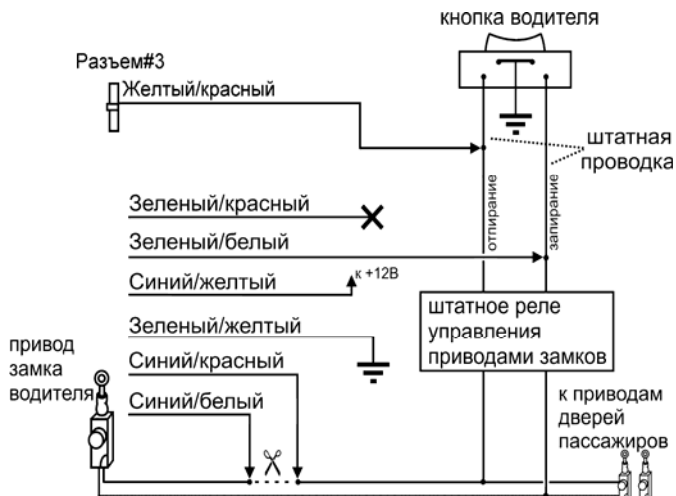 кнопка водителя
Разъем#3
Желтый/красный
штатная
проводка
отпирание
запирание
Зеленый/красный
Зеленый/белый
Синий/желтый
к +12В
Зеленый/желтый
штатное реле
управления
приводами замков
привод
замка
водителя
Синий/красный
Синий/белый
к приводам
дверей
пассажиров